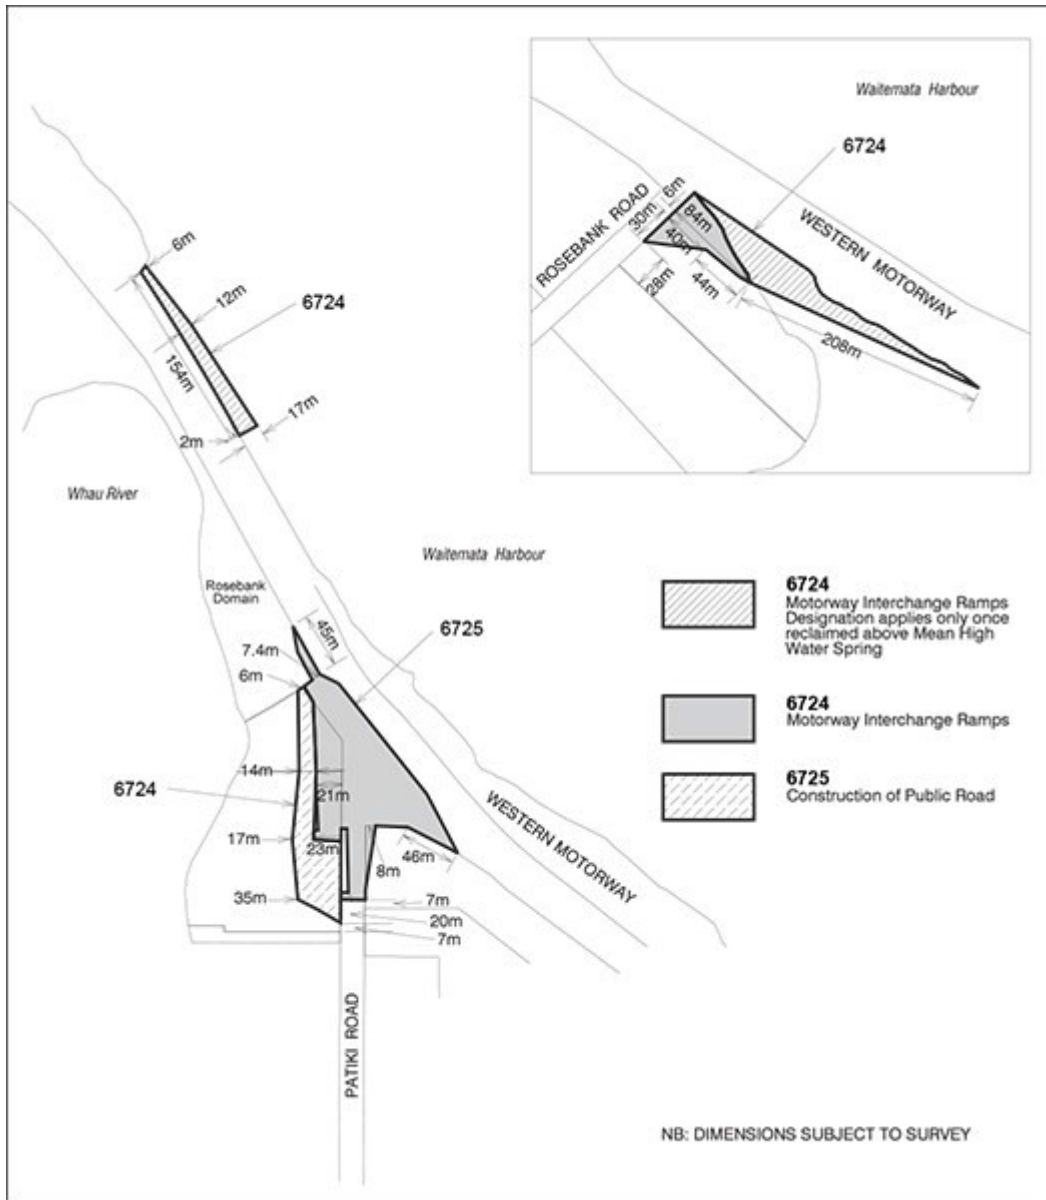 Waitemata Harbour
6724
6m
30m
84m
40m
ROSEBANK ROAD
28m
44m
WESTERN MOTORWAY
208m
6m
12m
6724
154m
17m
2m
Whau River
Waitemata Harbour
Rosebank
Domain
45m
6725
7.4m
6m
14m
6724
21m
17m
23m
46m
8m
35m
7m
20m
7m
WESTERN MOTORWAY
PATIKI ROAD
6724
Motorway Interchange Ramps
Designation applies only once
reclaimed above Mean High
Water Spring
6724
Motorway Interchange Ramps
6725
Construction of Public Road
NB: DIMENSIONS SUBJECT TO SURVEY